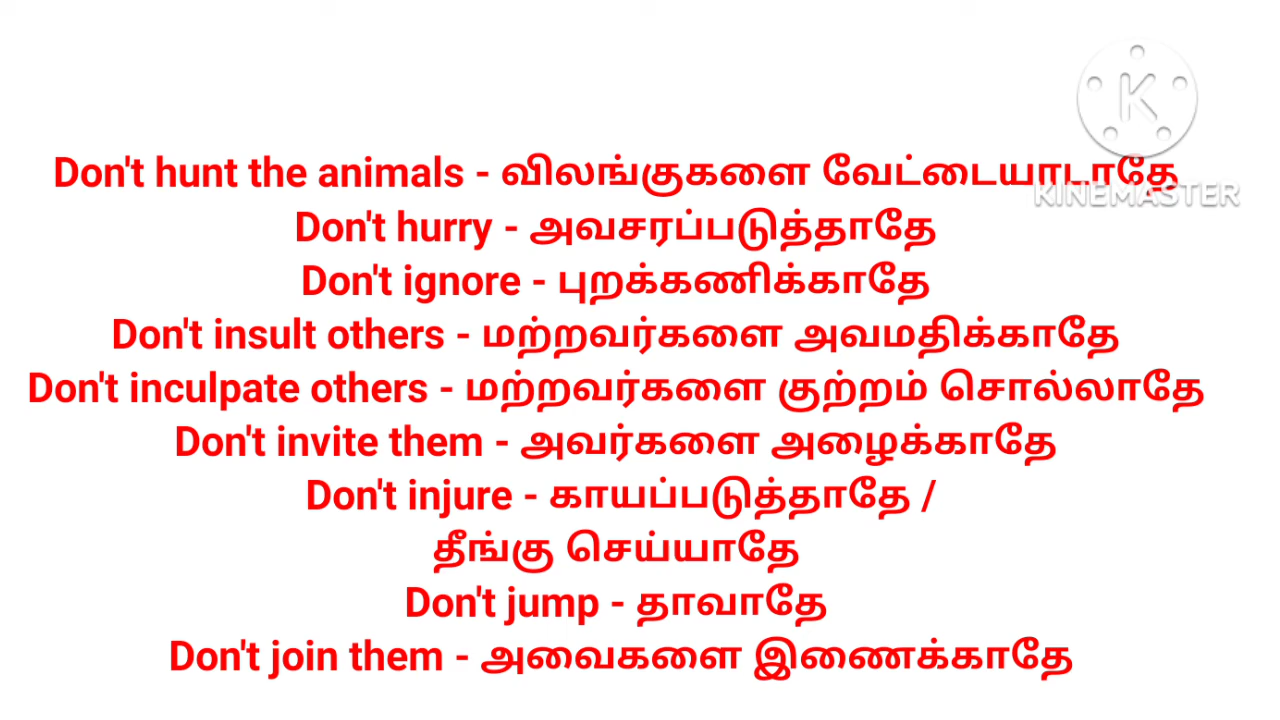 Don't hunt the animals - விலங்குகளை வேட்டையாடாதே
KINEMASTER
Don't hurry - அவசரப்படுத்தாதே
Don't ignore - புறக்கணிக்காதே
Don't insult others - மற்றவர்களை அவமதிக்காதே
Don't inculpate others - மற்றவர்களை குற்றம் சொல்லாதே
Don't invite them - அவர்களை அழைக்காதே
Don't injure - காயப்படுத்தாதே /
தீங்கு செய்யாதே
Don't jump - தாவாதே
Don't join them - அவைகளை இணைக்காதே